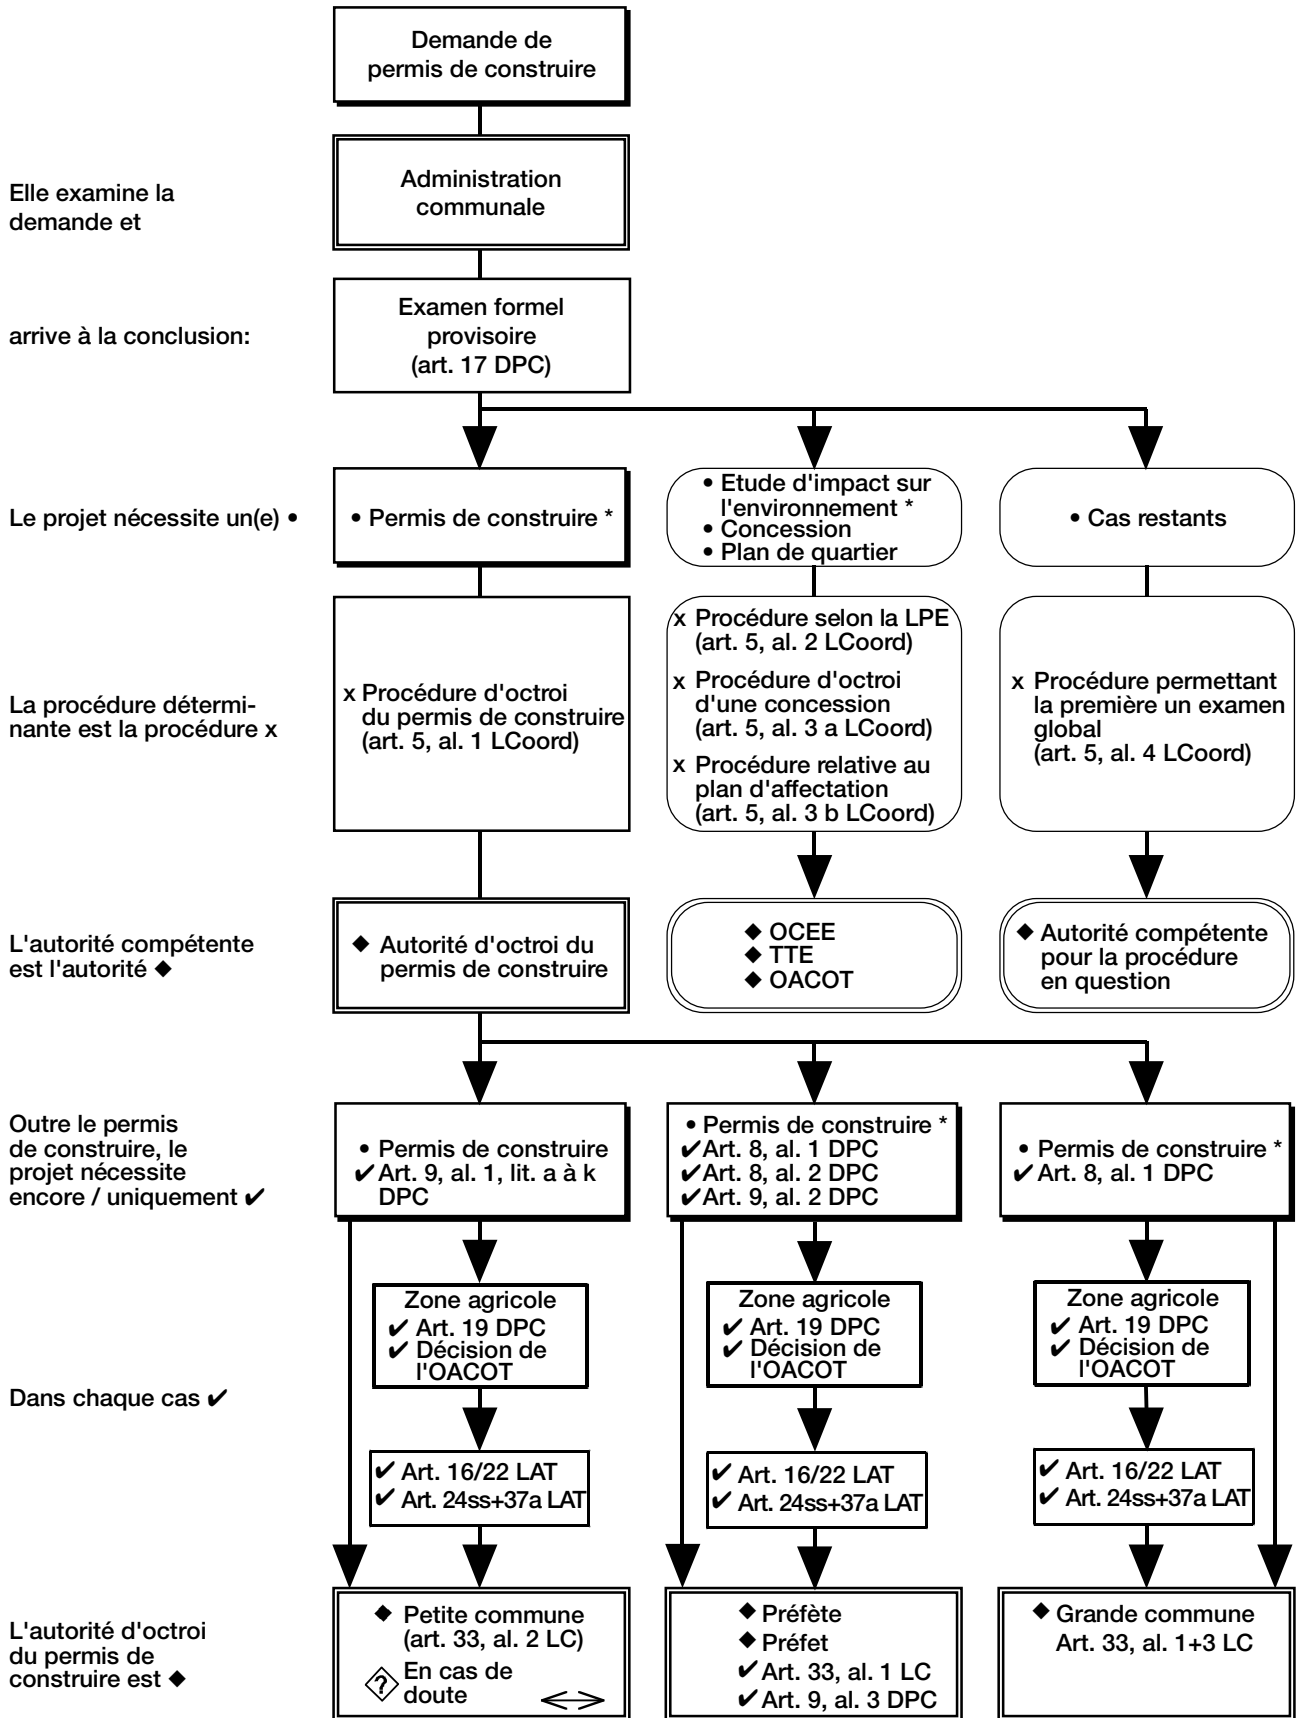 Demande de
permis de construire
Elle examine la
demande et
Administration
communale
arrive à la conclusion:
Examen formel
provisoire
(art. 17 DPC)
Le projet nécessite un(e) •
• Permis de construire *
• Etude d'impact sur
l'environnement *
• Concession
• Plan de quartier
• Cas restants
La procédure détermi-
nante est la procédure x
x Procédure d'octroi
du permis de construire
(art. 5, al. 1 LCoord)
x Procédure selon la LPE
(art. 5, al. 2 LCoord)
x Procédure d'octroi
d'une concession
(art. 5, al. 3 a LCoord)
x Procédure relative au
plan d'affectation
(art. 5, al. 3 b LCoord)
x Procédure permettant
la première un examen
global
(art. 5, al. 4 LCoord)
L'autorité compétente
est l'autorité ◆
◆ Autorité d'octroi du
permis de construire
◆ OCEE
◆ TTE
◆ OACOT
◆ Autorité compétente
pour la procédure
en question
Outre le permis
de construire, le
projet nécessite
encore / uniquement ✔
• Permis de construire
✔ Art. 9, al. 1, lit. a à k
DPC
• Permis de construire *
✔ Art. 8, al. 1 DPC
✔ Art. 8, al. 2 DPC
✔ Art. 9, al. 2 DPC
• Permis de construire *
✔ Art. 8, al. 1 DPC
Dans chaque cas ✔
Zone agricole
✔ Art. 19 DPC
✔ Décision de
l'OACOT
Zone agricole
✔ Art. 19 DPC
✔ Décision de
l'OACOT
Zone agricole
✔ Art. 19 DPC
✔ Décision de
l'OACOT
✔ Art. 16/22 LAT
✔ Art. 24ss+37a LAT
✔ Art. 16/22 LAT
✔ Art. 24ss+37a LAT
✔ Art. 16/22 LAT
✔ Art. 24ss+37a LAT
L'autorité d'octroi
du permis de
construire est ◆
◆ Petite commune
(art. 33, al. 2 LC)
? En cas de
doute
◆ Préfète
◆ Préfet
✔ Art. 33, al. 1 LC
✔ Art. 9, al. 3 DPC
◆ Grande commune
Art. 33, al. 1+3 LC